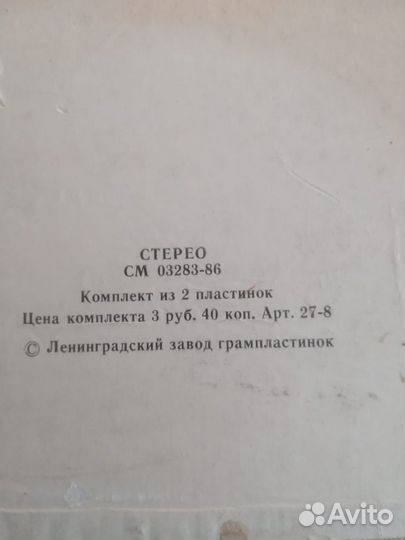 СТЕРЕО
СМ 03283-86
Комплект из 2 пластинок
Цена комплекта 3 руб. 40 коп. Арт. 27-8
© Ленинградский завод грампластинок
Avito